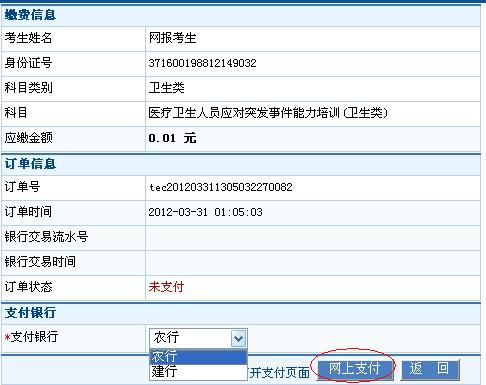 缴费信息
考生姓名 网报考生
身份证号 371600198812149032
科目类别 卫生类
科目 医疗卫生人员应对突发事件能力培训(卫生类)
应缴金额 0.01 元
订单信息
订单号 tec201203311305032270082
订单时间 2012-03-31 01:05:03
银行交易流水号
银行交易时间
订单状态 未支付
支付银行
*支付银行 农行
农行
建行
开支付页面 网上支付 返 回